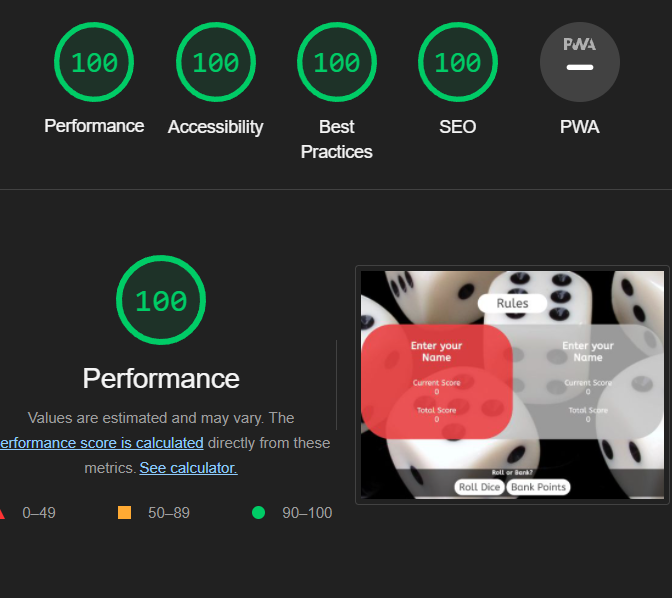 100 100 100 100 PWA
Performance Accessibility Best Practices SEO PWA
100
Performance
Values are estimated and may vary. The
erformance score is calculated directly from these
metrics. See calculator.
0–49 50–89 90–100
Rules
Enter your
Name
Current Score
0
Total Score
0
Enter your
Name
Current Score
0
Total Score
0
Roll or Bank?
Roll Dice Bank Points